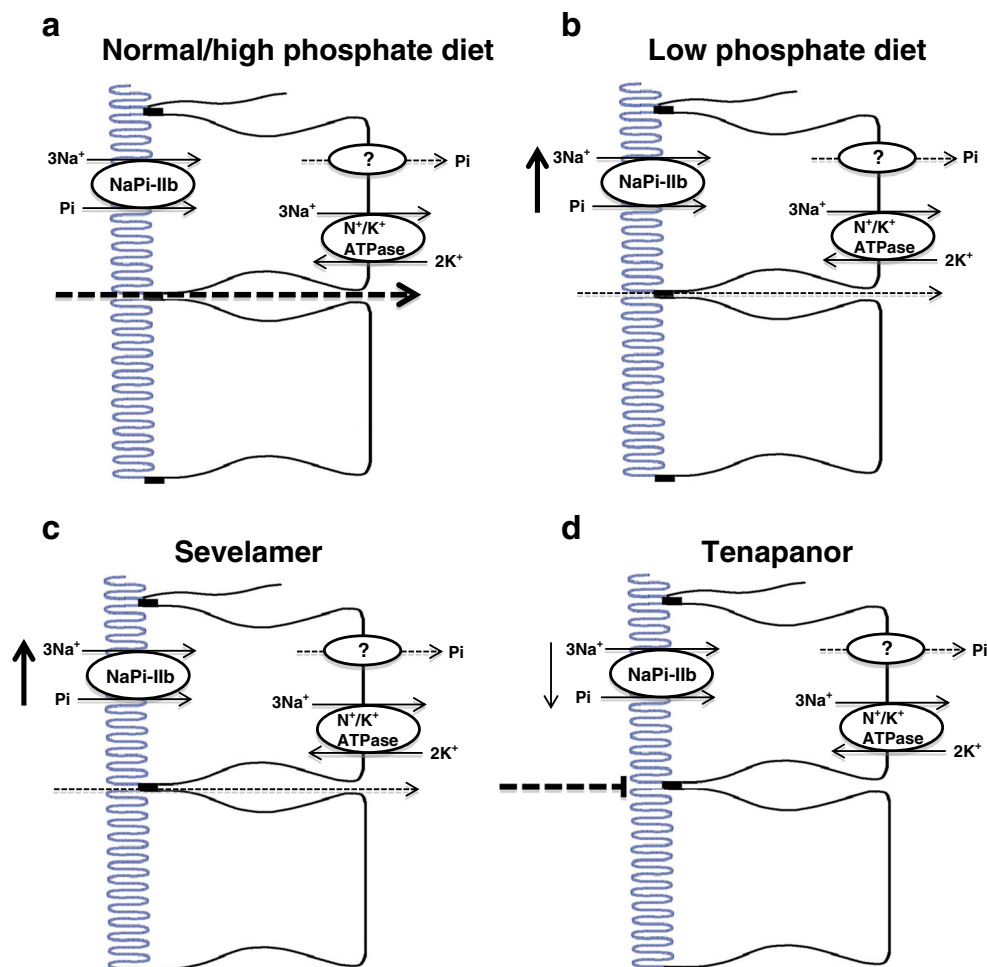 a
Normal/high phosphate diet
3Na⁺
NaPi-IIb
Pi
?
Pi
3Na⁺
N⁺/K⁺
ATPase
2K⁺
b
Low phosphate diet
3Na⁺
NaPi-IIb
Pi
?
Pi
3Na⁺
N⁺/K⁺
ATPase
2K⁺
c
Sevelamer
3Na⁺
NaPi-IIb
Pi
?
Pi
3Na⁺
N⁺/K⁺
ATPase
2K⁺
d
Tenapanor
3Na⁺
NaPi-IIb
Pi
?
Pi
3Na⁺
N⁺/K⁺
ATPase
2K⁺